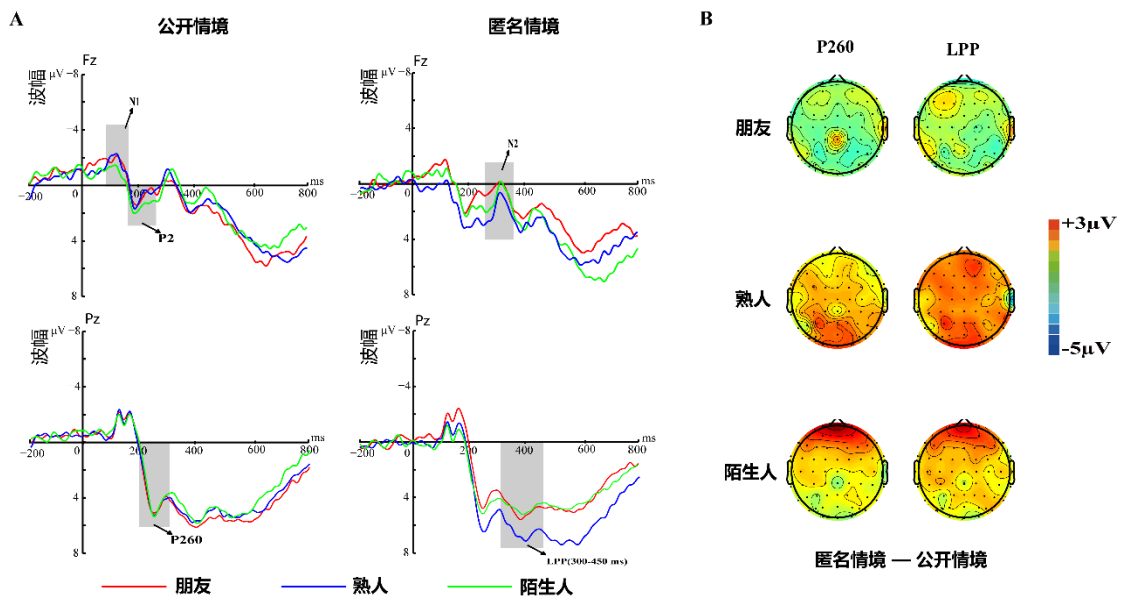 A
公开情境
匿名情境
B
Fz
Fz
P260
LPP
μV
-8
μV
-8
波幅
波幅
N1
N2
朋友
-4
-4
ms
ms
-200
0
200
400
600
800
-200
0
200
400
600
800
P2
4
4
8
8
+3μV
熟人
-5μV
Pz
Pz
μV
-8
μV
-8
波幅
波幅
-4
-4
ms
ms
-200
0
200
400
600
800
-200
0
200
400
600
800
陌生人
4
4
P260
8
8
LPP(300-450 ms)
匿名情境 — 公开情境
朋友
熟人
陌生人